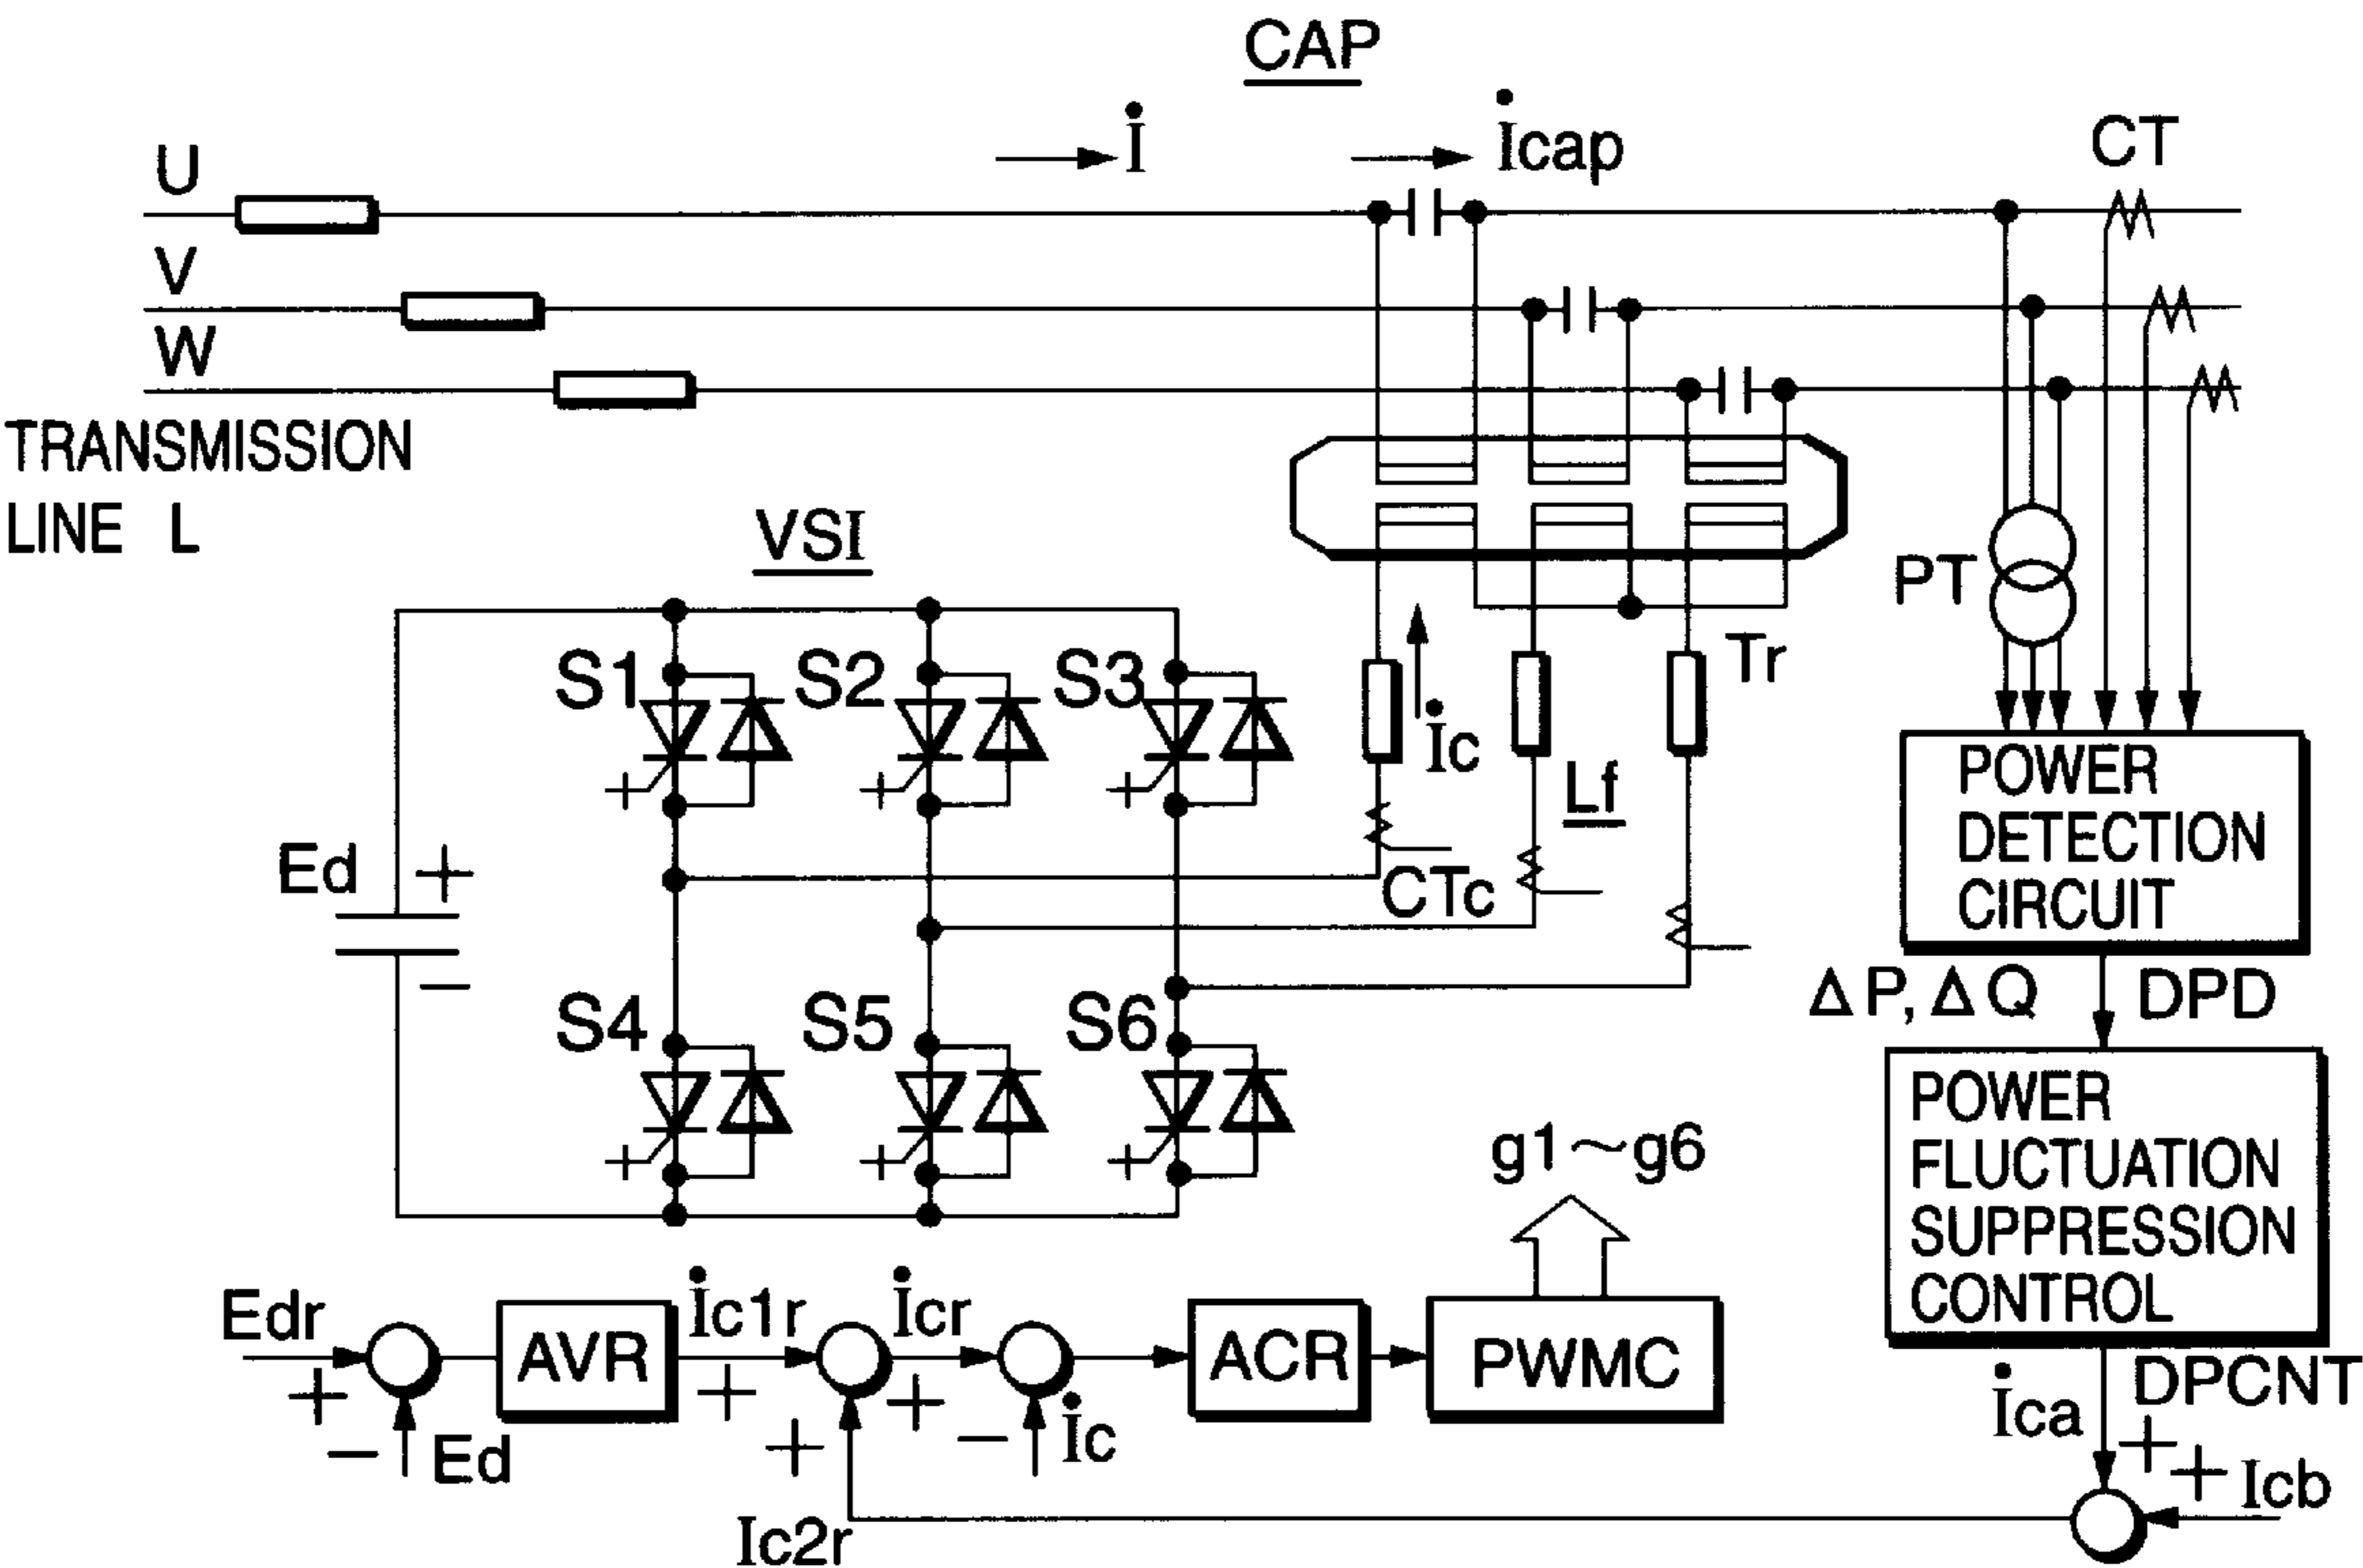 CAP
İ
İcap
CT
U
V
W
TRANSMISSION
LINE L
VSI
PT
S1
S2
S3
Tr
İc
Lf
POWER
DETECTION
CIRCUIT
Ed
+
−
CTc
ΔP, ΔQ
DPD
S4
S5
S6
POWER
FLUCTUATION
SUPPRESSION
CONTROL
g1~g6
Edr
+
−
Ed
AVR
İc1r
+
+
İcr
+
−
İc
ACR
PWMC
DPCNT
İca
+
+
Icb
Ic2r